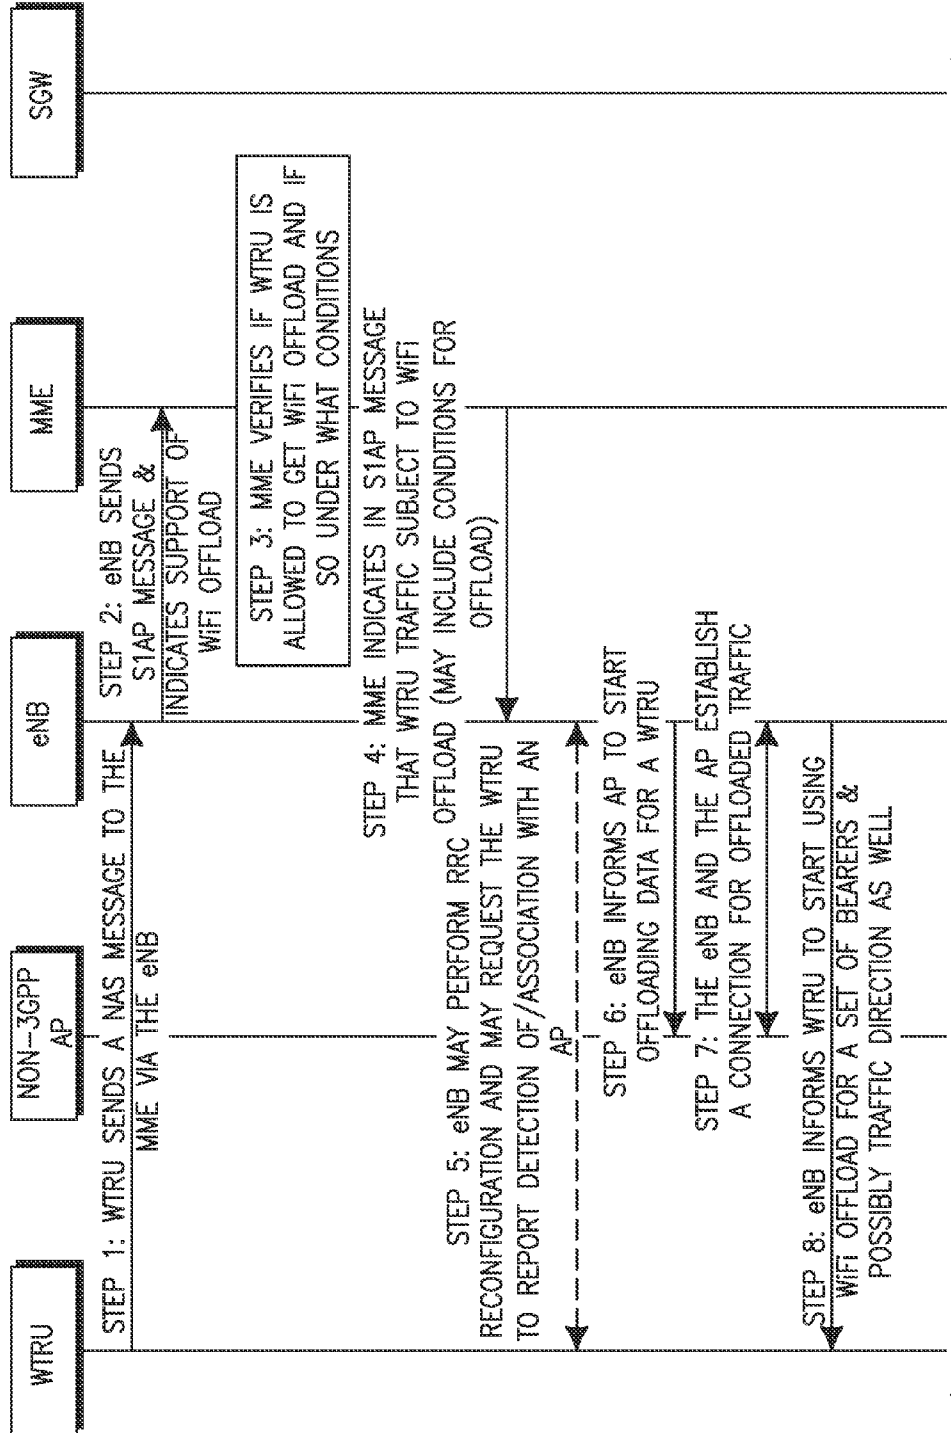 WTRU
NON-3GPP
AP
eNB
MME
SGW
STEP 1: WTRU SENDS A NAS MESSAGE TO THE
MME VIA THE eNB
STEP 2: eNB SENDS
S1AP MESSAGE &
INDICATES SUPPORT OF
WiFi OFFLOAD
STEP 3: MME VERIFIES IF WTRU IS
ALLOWED TO GET WiFi OFFLOAD AND IF
SO UNDER WHAT CONDITIONS
STEP 4: MME INDICATES IN S1AP MESSAGE
THAT WTRU TRAFFIC SUBJECT TO WiFi
OFFLOAD (MAY INCLUDE CONDITIONS FOR
OFFLOAD)
STEP 5: eNB MAY PERFORM RRC
RECONFIGURATION AND MAY REQUEST THE WTRU
TO REPORT DETECTION OF/ASSOCIATION WITH AN
AP
STEP 6: eNB INFORMS AP TO START
OFFLOADING DATA FOR A WTRU
STEP 7: THE eNB AND THE AP ESTABLISH
A CONNECTION FOR OFFLOADED TRAFFIC
STEP 8: eNB INFORMS WTRU TO START USING
WiFi OFFLOAD FOR A SET OF BEARERS &
POSSIBLY TRAFFIC DIRECTION AS WELL